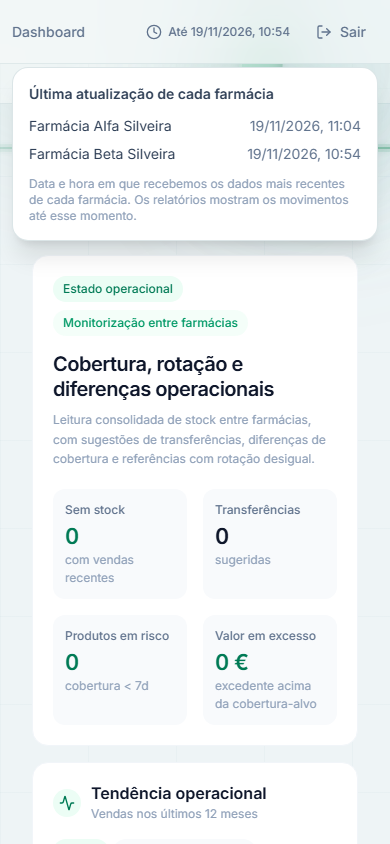 Dashboard
Até 19/11/2026, 10:54
Sair
Última atualização de cada farmácia
Farmácia Alfa Silveira 19/11/2026, 11:04
Farmácia Beta Silveira 19/11/2026, 10:54
Data e hora em que recebemos os dados mais recentes
de cada farmácia. Os relatórios mostram os movimentos
até esse momento.
Estado operacional
Monitorização entre farmácias
Cobertura, rotação e
diferenças operacionais
Leitura consolidada de stock entre farmácias,
com sugestões de transferências, diferenças de
cobertura e referências com rotação desigual.
Sem stock
0
com vendas
recentes
Transferências
0
sugeridas
Produtos em risco
0
cobertura < 7d
Valor em excesso
0 €
excedente acima
da cobertura-alvo
Tendência operacional
Vendas nos últimos 12 meses